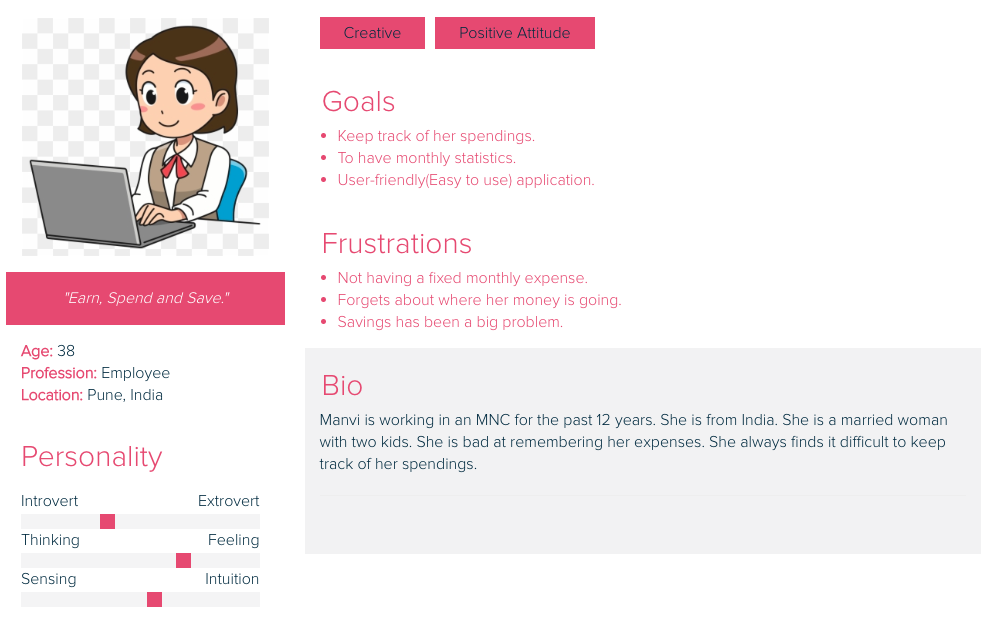 "Earn, Spend and Save."
Age: 38
Profession: Employee
Location: Pune, India
Personality
Introvert Extrovert
Thinking Feeling
Sensing Intuition
Creative Positive Attitude
Goals
• Keep track of her spendings.
• To have monthly statistics.
• User-friendly(Easy to use) application.
Frustrations
• Not having a fixed monthly expense.
• Forgets about where her money is going.
• Savings has been a big problem.
Bio
Manvi is working in an MNC for the past 12 years. She is from India. She is a married woman
with two kids. She is bad at remembering her expenses. She always finds it difficult to keep
track of her spendings.